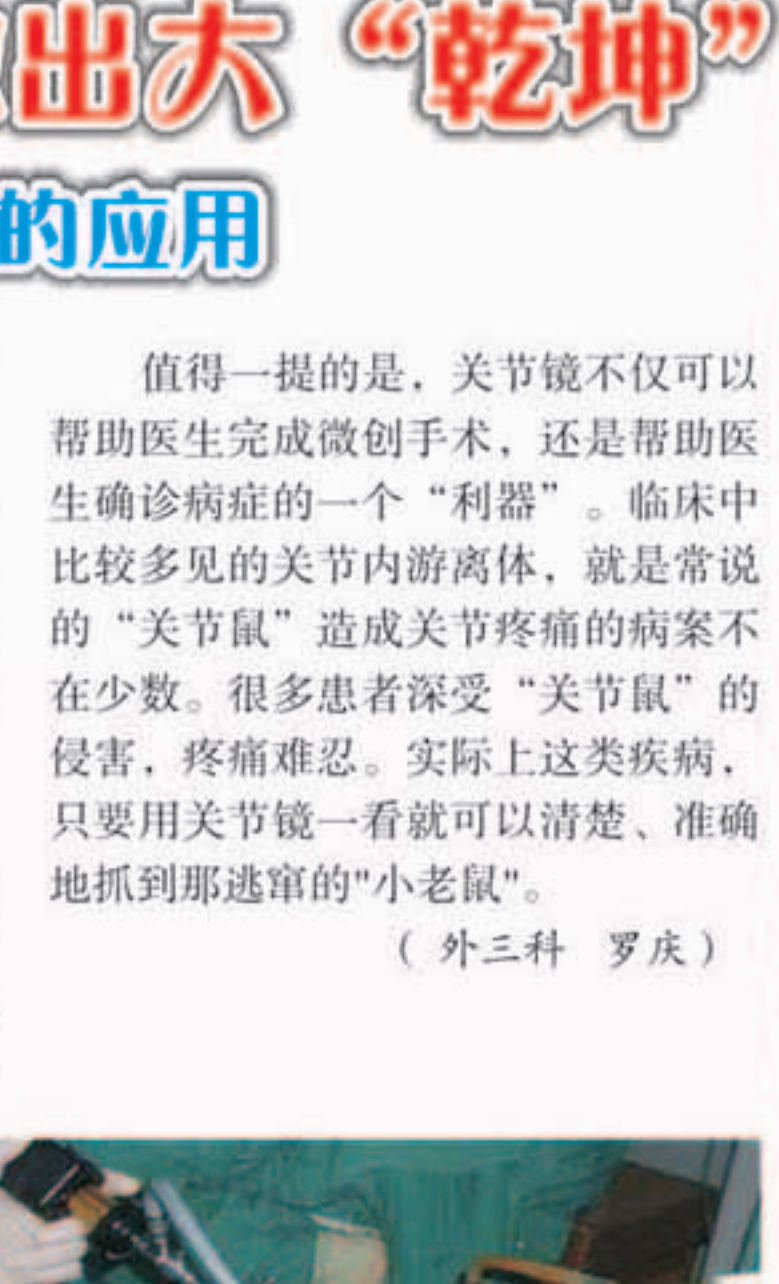 出大“乾坤”
的应用
值得一提的是，关节镜不仅可以
帮助医生完成微创手术，还是帮助医
生确诊病症的一个“利器”。临床中
比较多见的关节内游离体，就是常说
的“关节鼠”造成关节疼痛的病案不
在少数。很多患者深受“关节鼠”的
侵害，疼痛难忍。实际上这类疾病，
只要用关节镜一看就可以清楚、准确
地抓到那逃窜的"小老鼠"。
（外三科 罗庆）